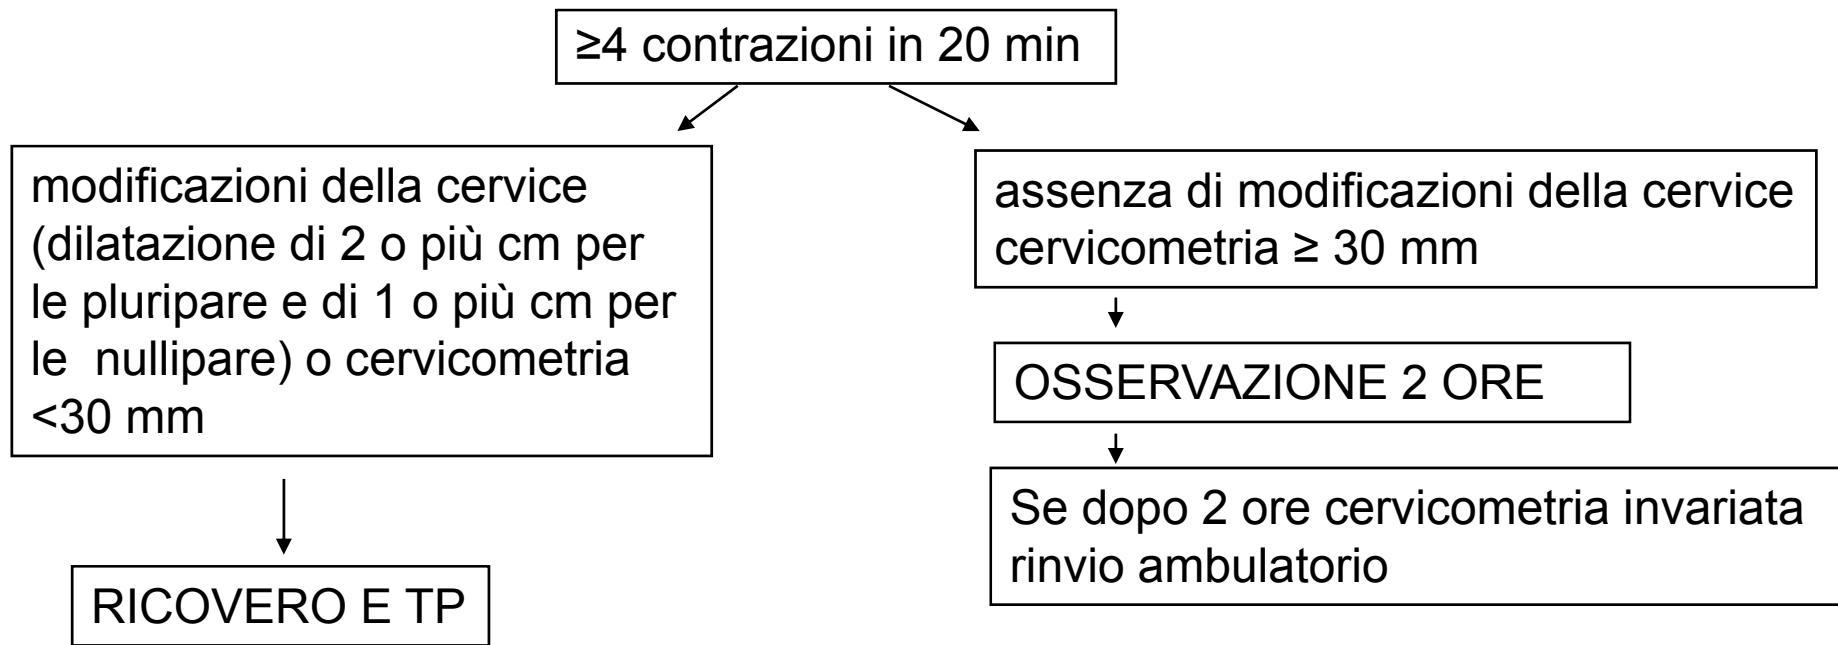 ≥4 contrazioni in 20 min
modificazioni della cervice
(dilatazione di 2 o più cm per
le pluripare e di 1 o più cm per
le nullipare) o cervicometria
<30 mm
RICOVERO E TP
assenza di modificazioni della cervice
cervicometria ≥ 30 mm
OSSERVAZIONE 2 ORE
Se dopo 2 ore cervicometria invariata
rinvio ambulatorio